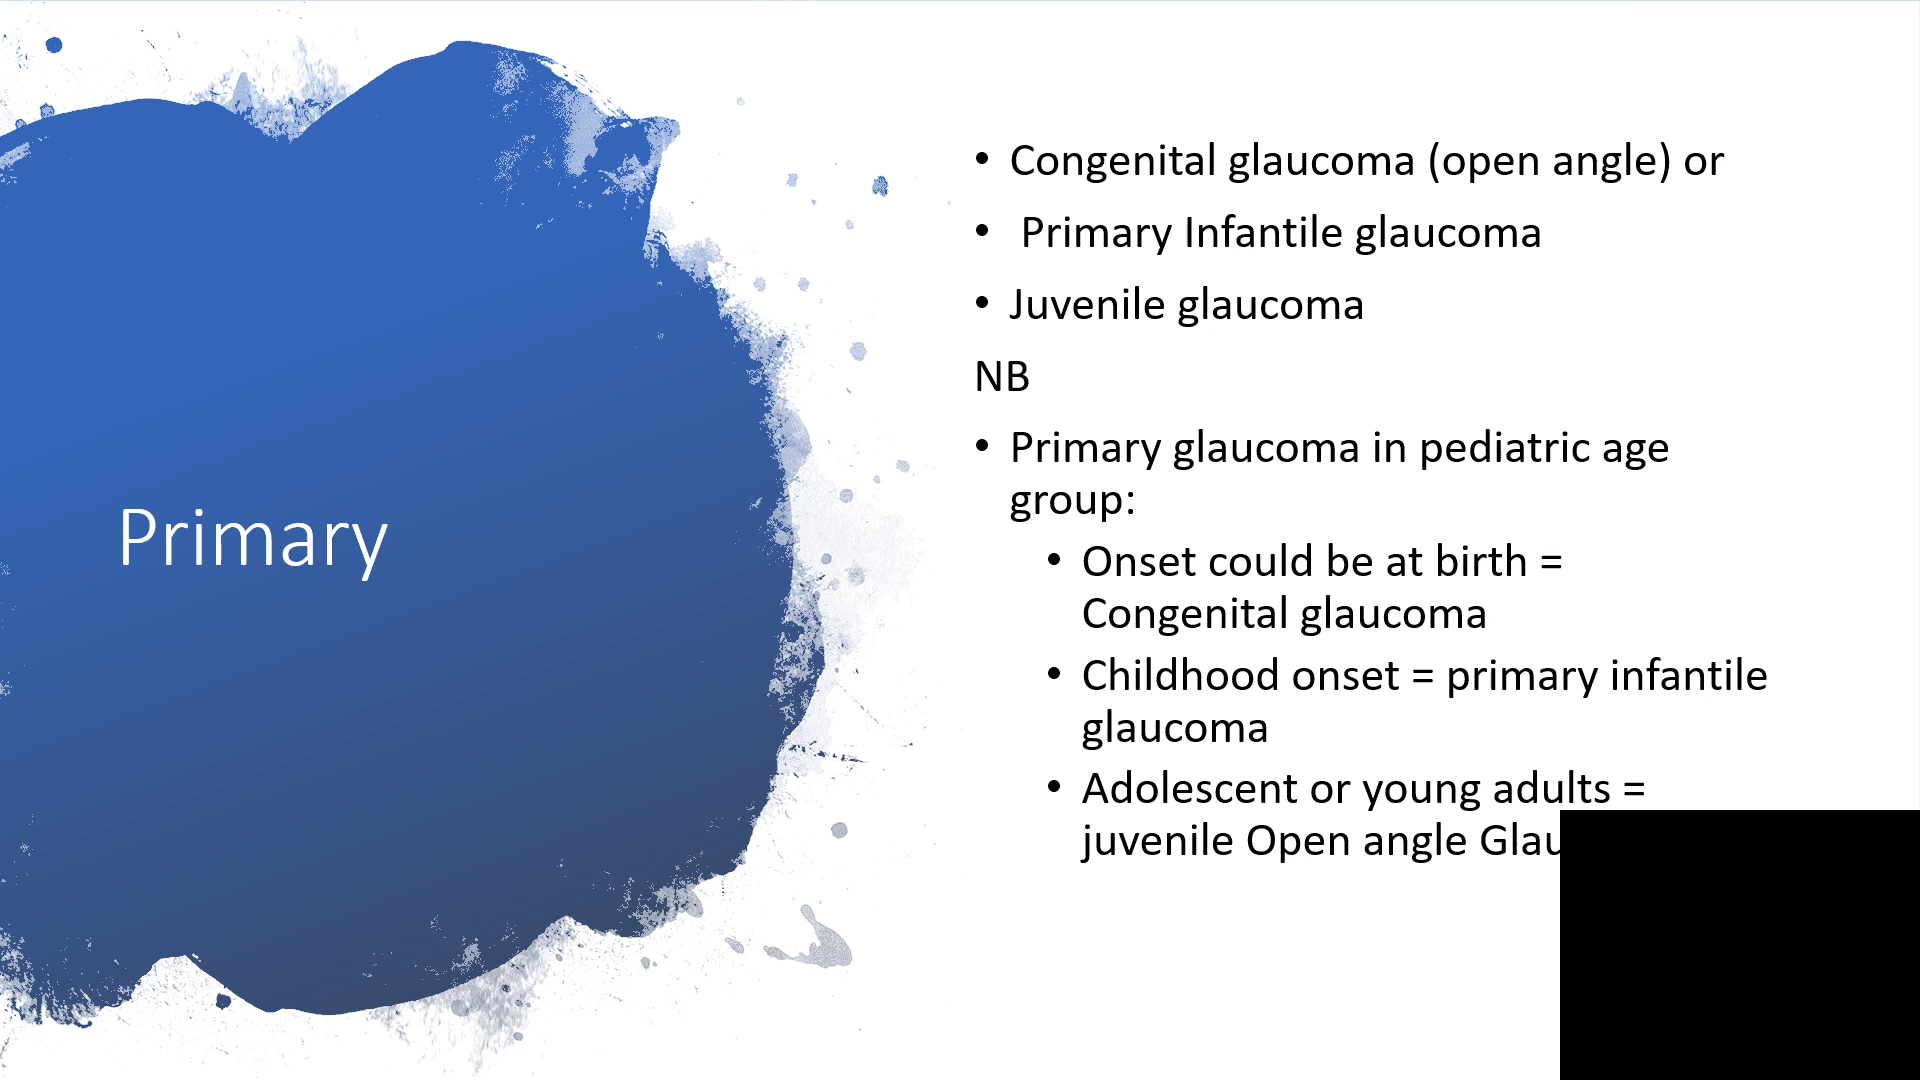 Primary
• Congenital glaucoma (open angle) or
• Primary Infantile glaucoma
• Juvenile glaucoma
NB
• Primary glaucoma in pediatric age
group:
• Onset could be at birth =
Congenital glaucoma
• Childhood onset = primary infantile
glaucoma
• Adolescent or young adults =
juvenile Open angle